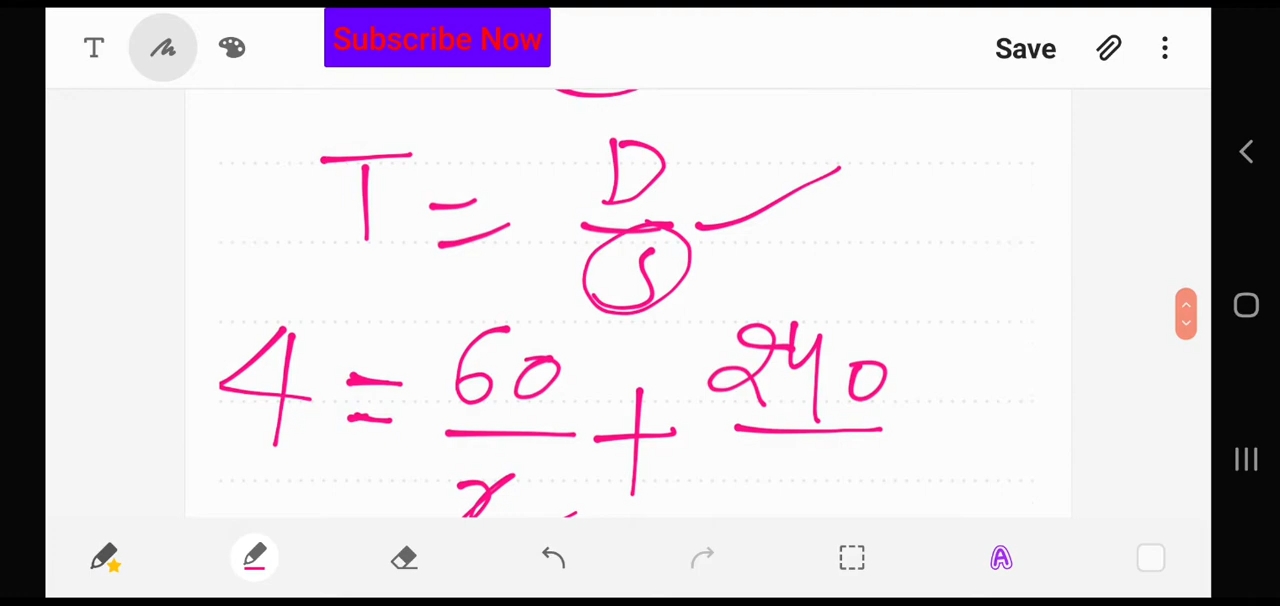 T Subscribe Now Save
T = D/S
4 = 60/x + 240
A